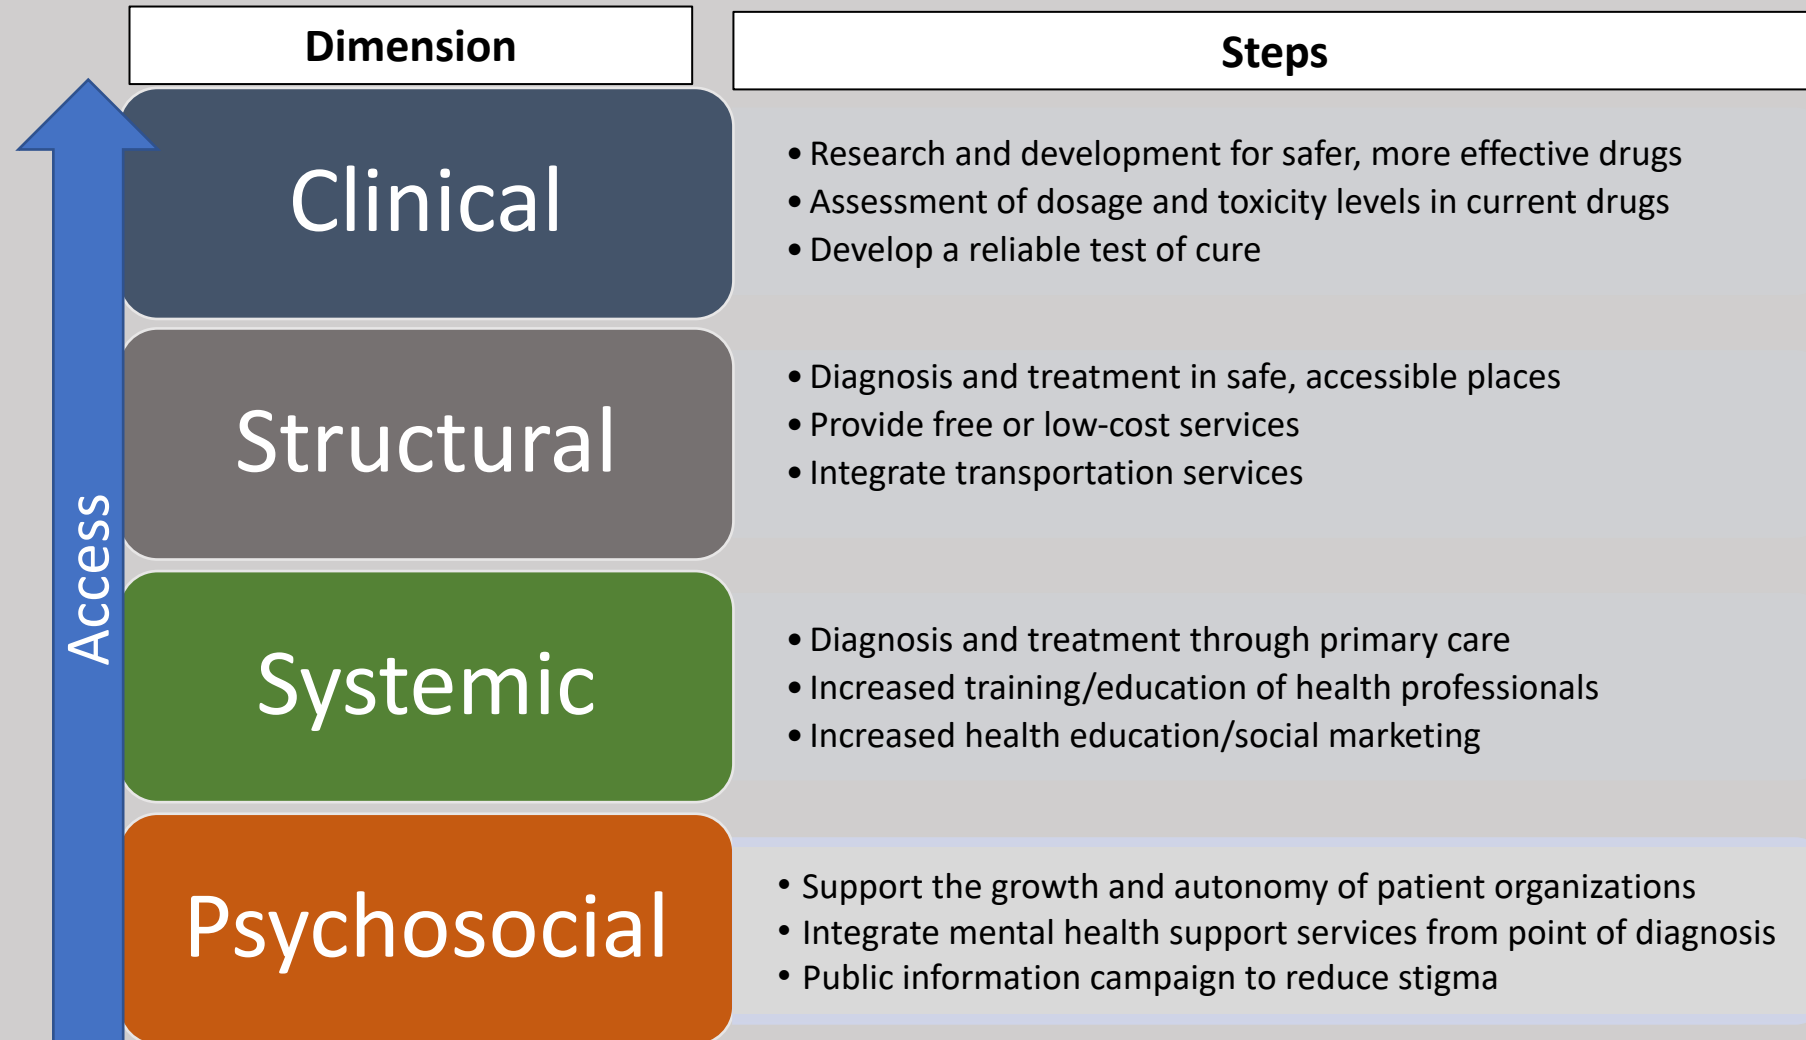 Dimension
Steps
Access
Clinical
• Research and development for safer, more effective drugs
• Assessment of dosage and toxicity levels in current drugs
• Develop a reliable test of cure
Structural
• Diagnosis and treatment in safe, accessible places
• Provide free or low-cost services
• Integrate transportation services
Systemic
• Diagnosis and treatment through primary care
• Increased training/education of health professionals
• Increased health education/social marketing
Psychosocial
• Support the growth and autonomy of patient organizations
• Integrate mental health support services from point of diagnosis
• Public information campaign to reduce stigma